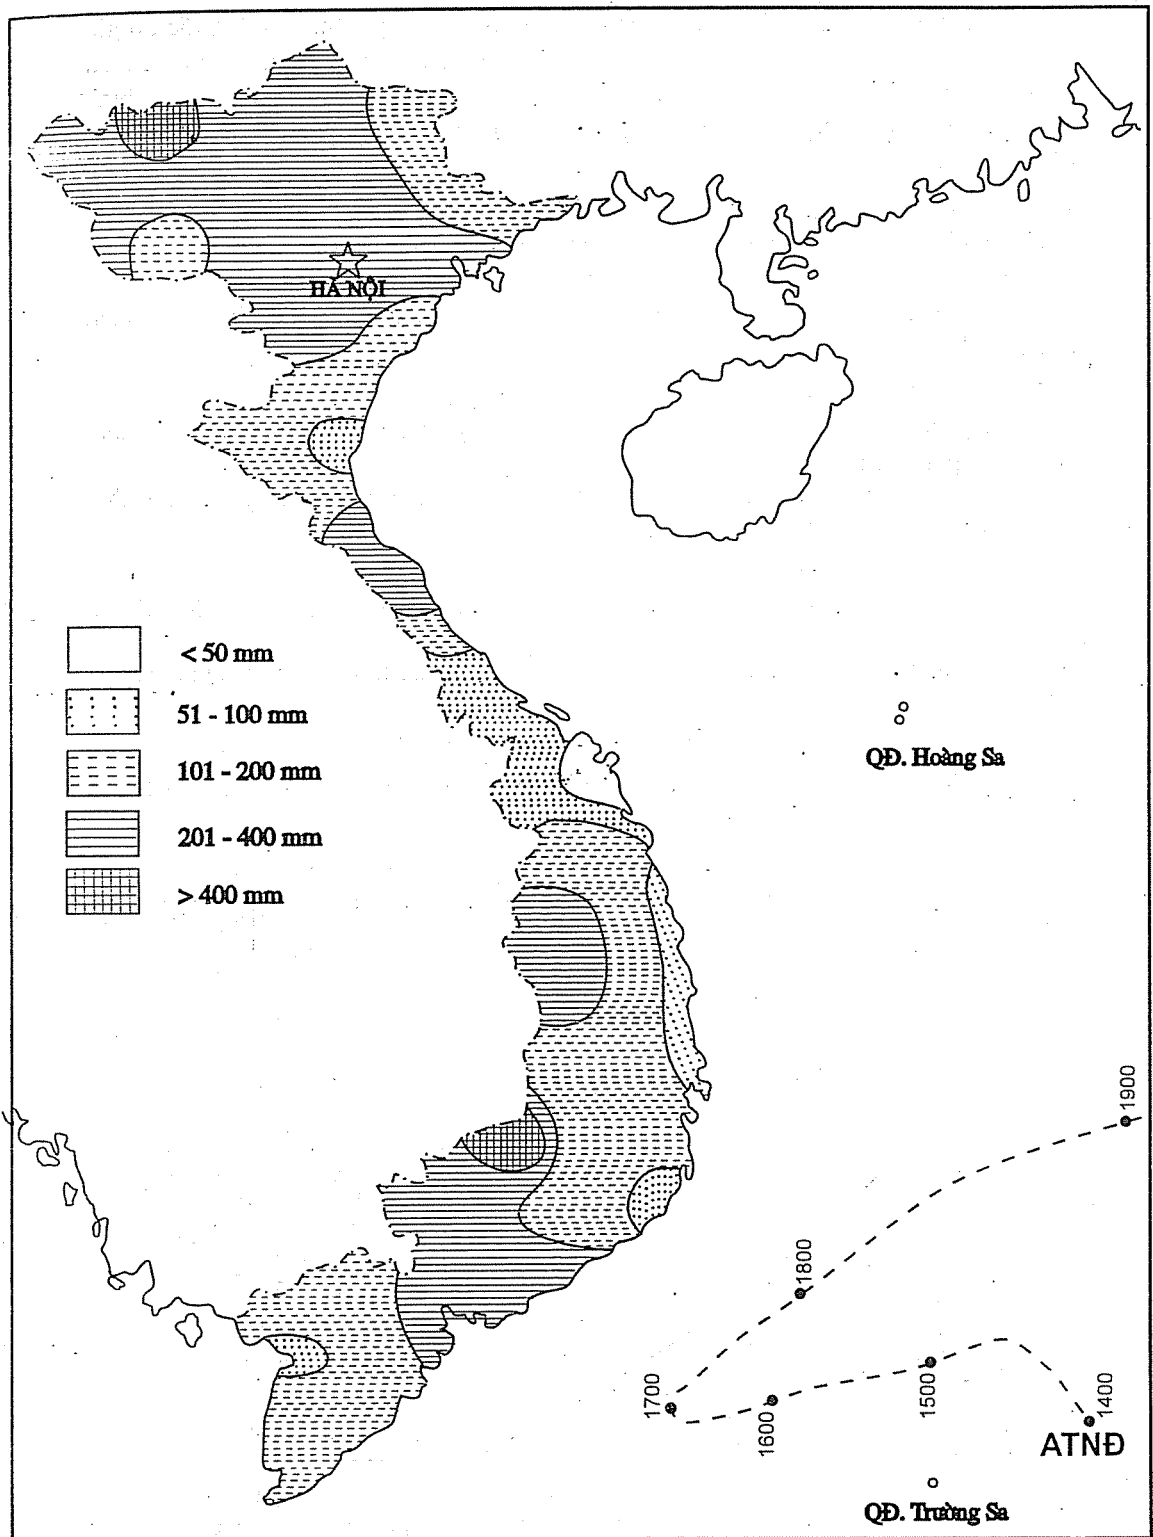 HÀ NỘI
< 50 mm
51 - 100 mm
101 - 200 mm
201 - 400 mm
> 400 mm
QĐ. Hoàng Sa
1900
1800
1700
1600
1500
1400
ATNĐ
QĐ. Trường Sa